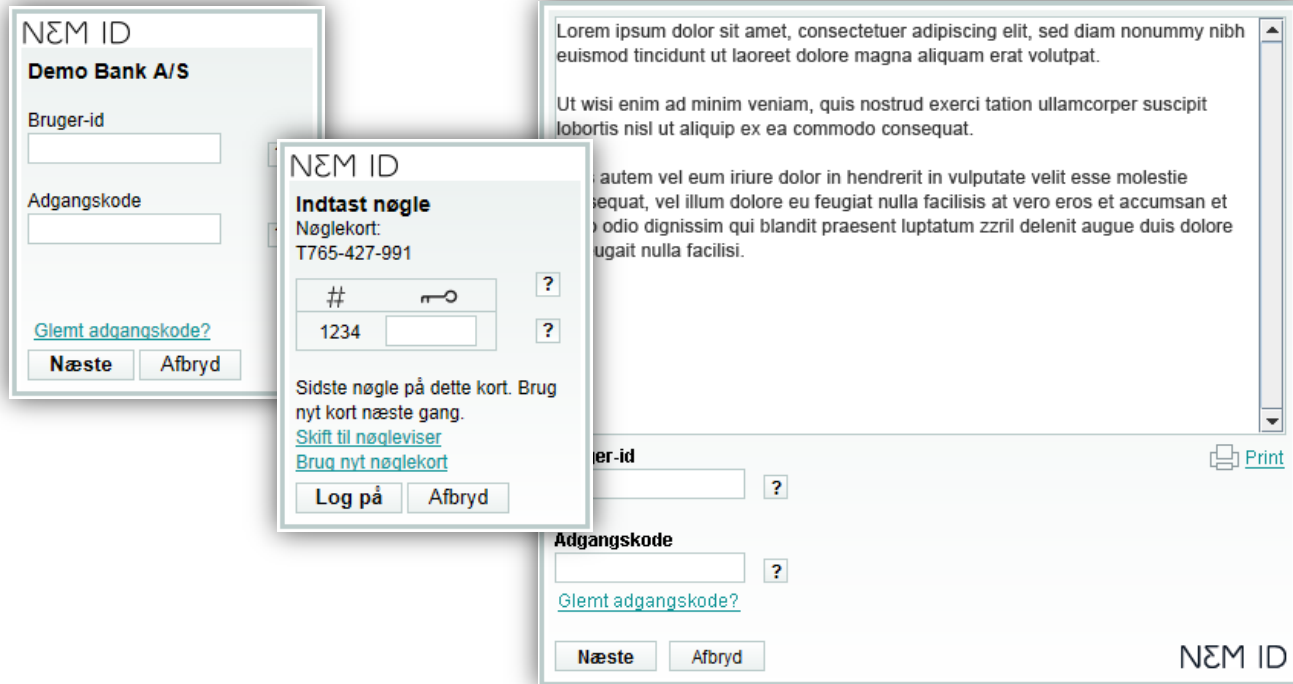 NEM ID
Demo Bank A/S
Bruger-id
Adgangskode
Glemt adgangskode?
Næste
Afbryd
NEM ID
Indtast nøgle
Nøglekort:
T765-427-991
#
?
1234
?
Sidste nøgle på dette kort. Brug
nyt kort næste gang.
Skift til nøgleviser
Brug nyt nøglekort
Log på
Afbryd
Lorem ipsum dolor sit amet, consectetuer adipiscing elit, sed diam nonummy nibh
euismod tincidunt ut laoreet dolore magna aliquam erat volutpat.
Ut wisi enim ad minim veniam, quis nostrud exerci tation ullamcorper suscipit
lobortis nisl ut aliquip ex ea commodo consequat.
autem vel eum iriure dolor in hendrerit in vulputate velit esse molestie
sequat, vel illum dolore eu feugiat nulla facilisis at vero eros et accumsan et
odio dignissim qui blandit praesent luptatum zzril delenit augue duis dolore
ugait nulla facilisi.
er-id
Print
?
Adgangskode
?
Glemt adgangskode?
Næste
Afbryd
NEM ID